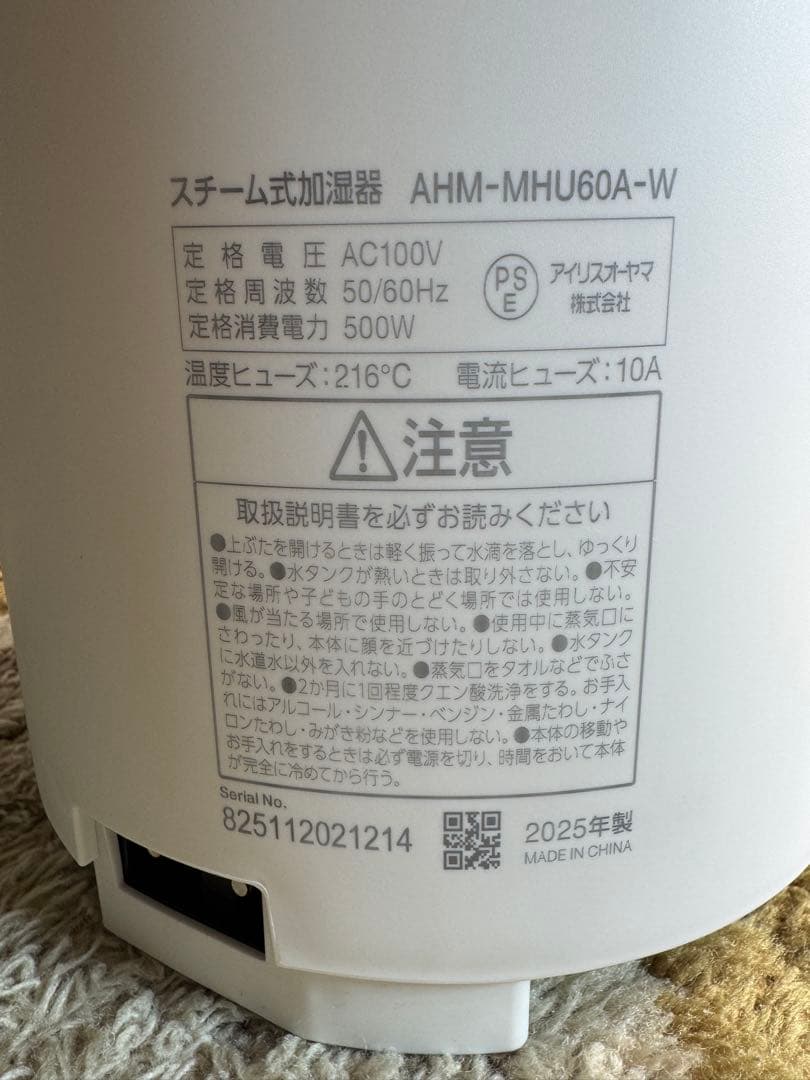 スチーム式加湿器 AHM-MHU60A-W
定格電圧 AC100V
定格周波数 50/60Hz
定格消費電力 500W
PS
E
アイリスオーヤマ
株式会社
温度ヒューズ:216℃ 電流ヒューズ:10A
注意
取扱説明書を必ずお読みください
●上ぶたを開けるときは軽く振って水滴を落とし、ゆっくり
開ける。●水タンクが熱いときは取り外さない。●不安
定な場所や子どもの手のとどく場所では使用しない。
●風が当たる場所で使用しない。●使用中に蒸気口に
さわったり、本体に顔を近づけたりしない。●水タンク
に水道水以外を入れない。●蒸気口をタオルなどでふさ
がない。●2か月に1回程度クエン酸洗浄をする。お手入
れにはアルコール・シンナー・ベンジン・金属たわし・ナイ
ロンたわし・みがき粉などを使用しない。●本体の移動や
お手入れをするときは必ず電源を切り、時間をおいて本体
が完全に冷めてから行う。
Serial No.
825112021214
2025年製
MADE IN CHINA